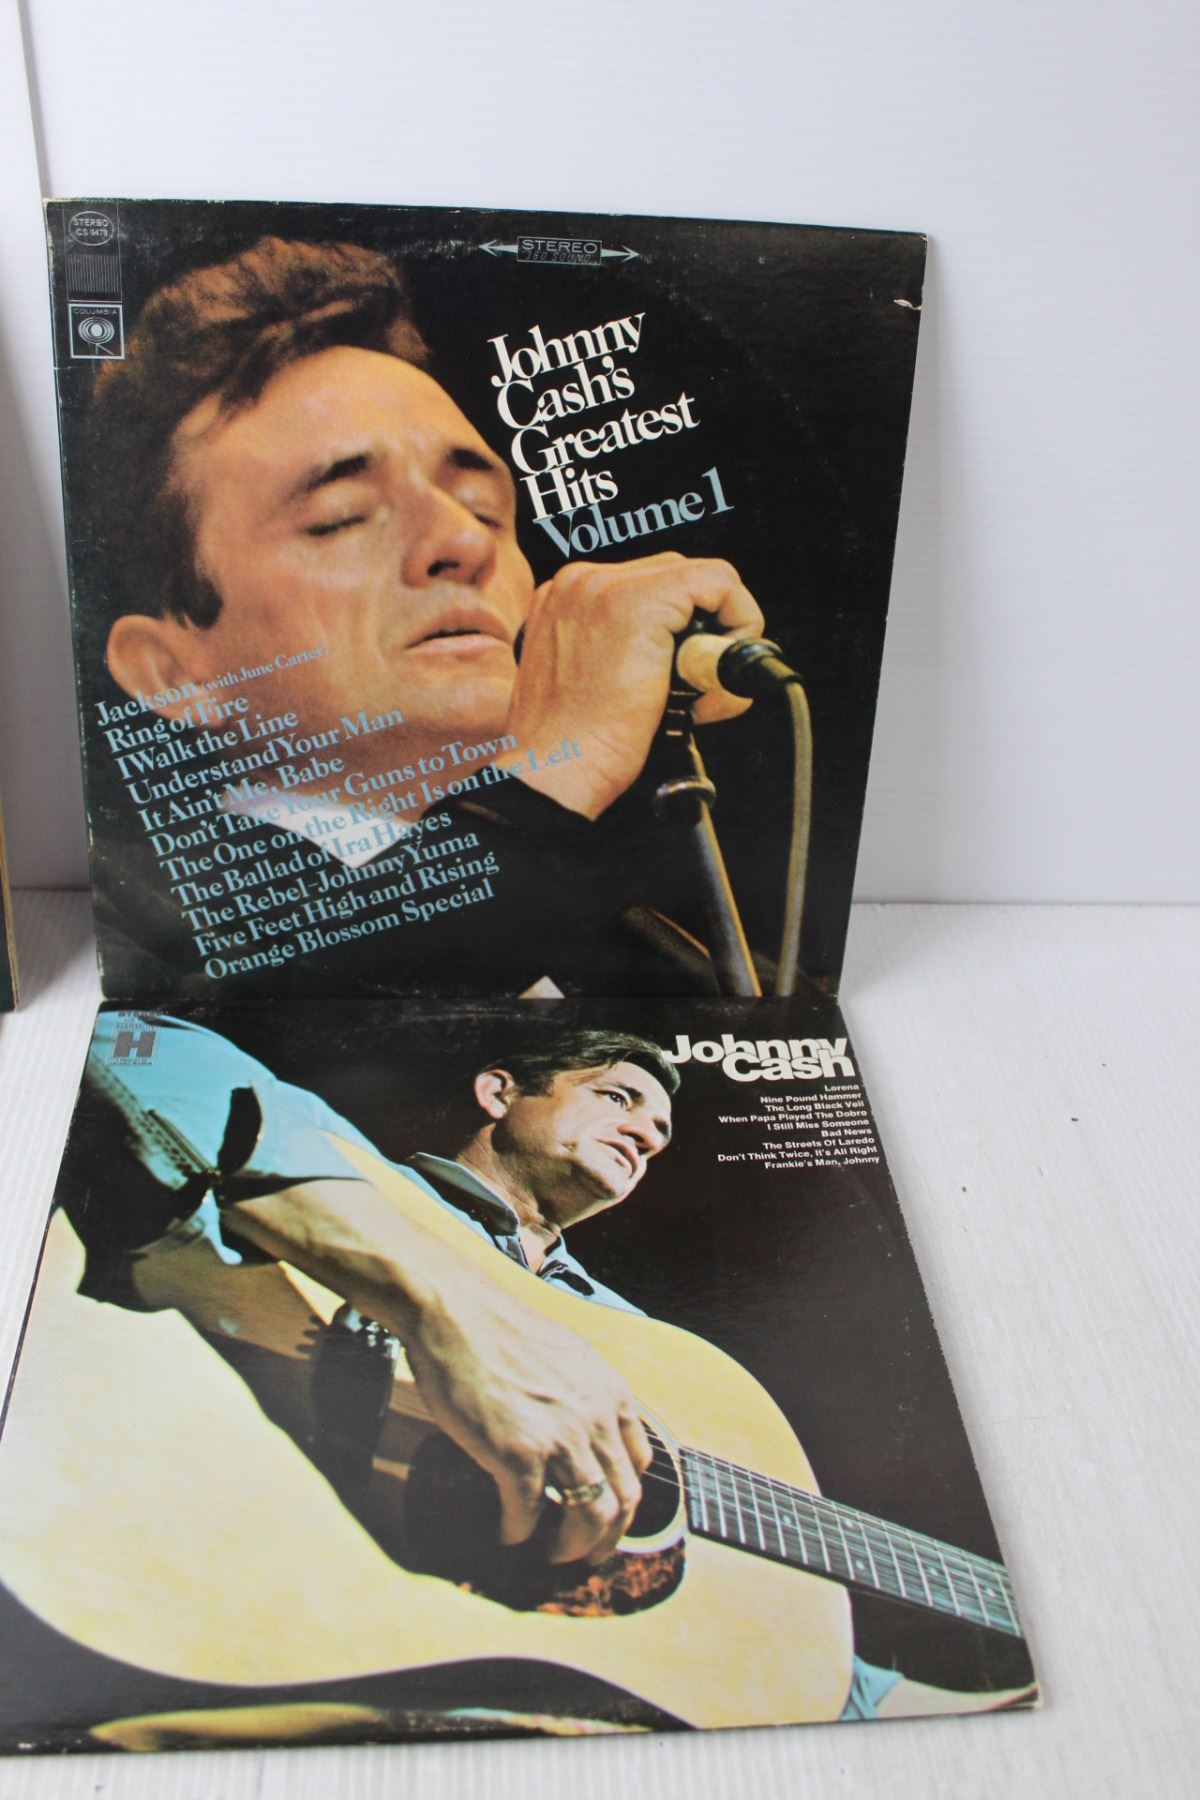 STEREO
CS 9478
COLUMBIA
STEREO
"360 SOUND"
Johnny
Cash's
Greatest
Hits
Volume 1
Jackson (with June Carter)
Ring of Fire
I Walk the Line
Understand Your Man
It Ain't Me, Babe
Don't Take Your Guns to Town
The One on the Right Is on the Left
The Ballad of Ira Hayes
The Rebel–Johnny Yuma
Five Feet High and Rising
Orange Blossom Special
STEREO
HARMONY
H
Johnny
Cash
Lorena
Nine Pound Hammer
The Long Black Veil
When Papa Played The Dobro
I Still Miss Someone
Bad News
The Streets Of Laredo
Don't Think Twice, It's All Right
Frankie's Man, Johnny